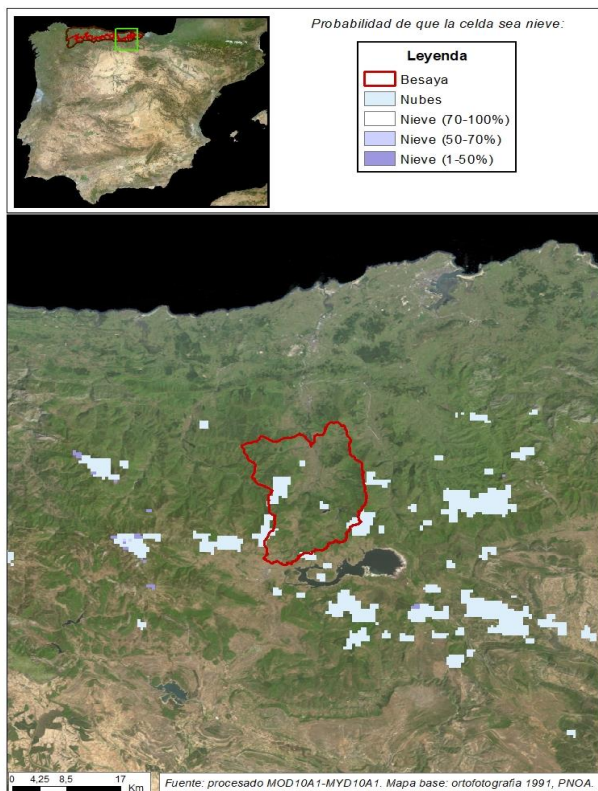 Probabilidad de que la celda sea nieve:
Leyenda
Besaya
Nubes
Nieve (70-100%)
Nieve (50-70%)
Nieve (1-50%)
0 4,25 8,5 17
Km
Fuente: procesado MOD10A1-MYD10A1. Mapa base: ortofotografía 1991, PNOA.